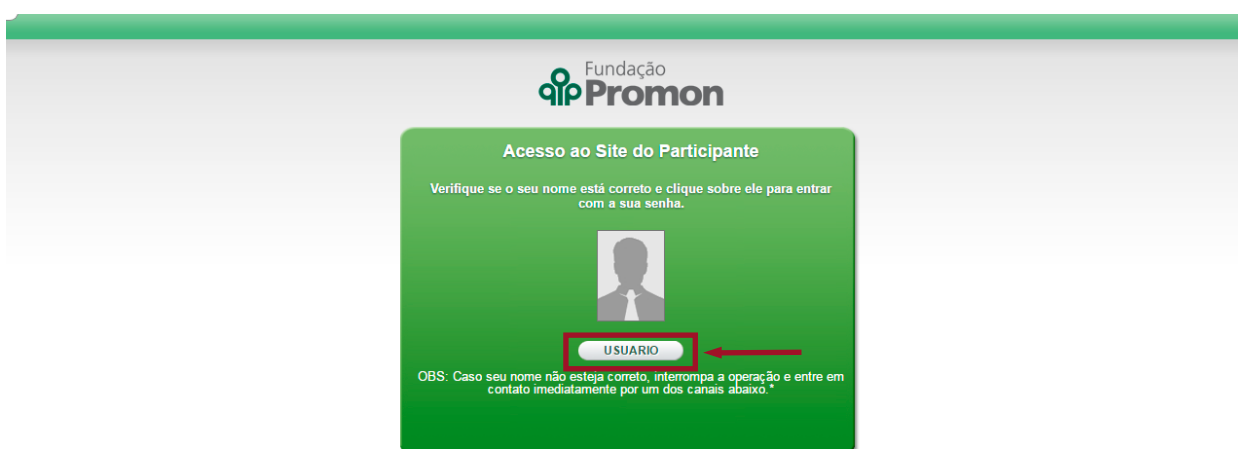 Fundação
Promon
Acesso ao Site do Participante
Verifique se o seu nome está correto e clique sobre ele para entrar
com a sua senha.
USUARIO
OBS: Caso seu nome não esteja correto, interrompa a operação e entre em
contato imediatamente por um dos canais abaixo.*